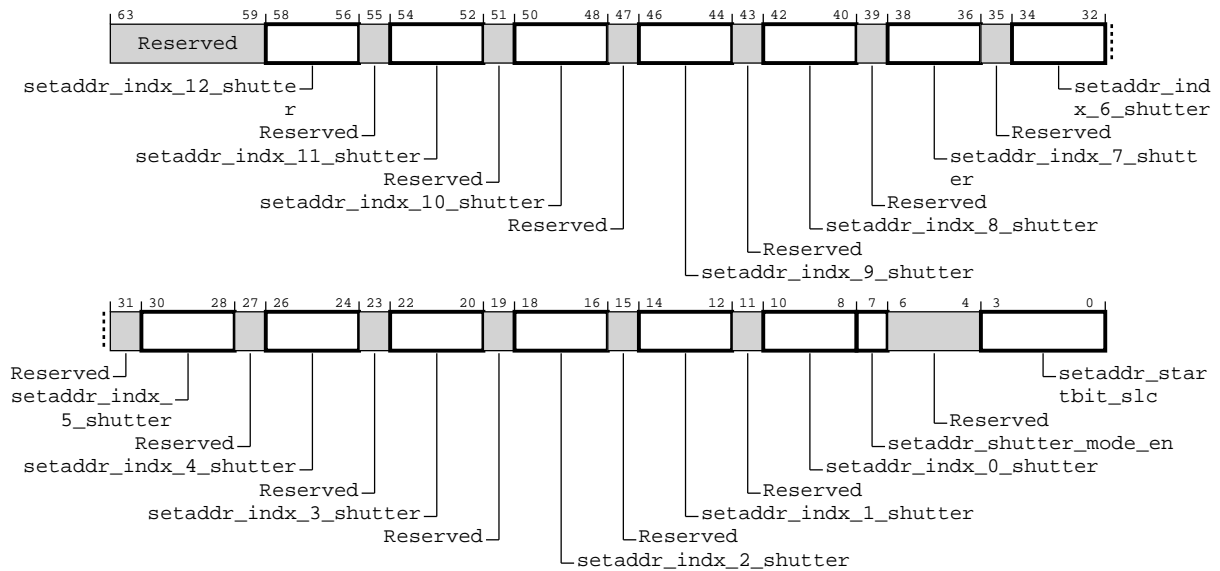 63 59 58 56 55 54 52 51 50 48 47 46 44 43 42 40 39 38 36 35 34 32
Reserved
setaddr_indx_12_shutte
r
setaddr_ind
x_6_shutter
Reserved
Reserved
setaddr_indx_11_shutter
setaddr_indx_7_shutt
er
Reserved
setaddr_indx_10_shutter
Reserved
Reserved
setaddr_indx_8_shutter
Reserved
setaddr_indx_9_shutter
31 30 28 27 26 24 23 22 20 19 18 16 15 14 12 11 10 8 7 6 4 3 0
Reserved
setaddr_indx_
5_shutter
setaddr_star
tbit_slc
Reserved
Reserved
setaddr_shutter_mode_en
setaddr_indx_4_shutter
setaddr_indx_0_shutter
Reserved
Reserved
setaddr_indx_3_shutter
setaddr_indx_1_shutter
Reserved
Reserved
setaddr_indx_2_shutter